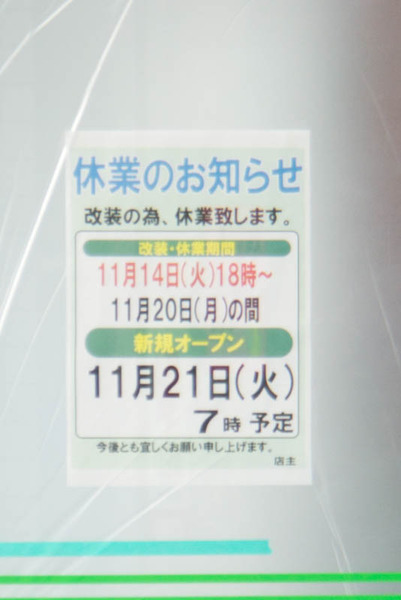 休業のお知らせ
改装の為、休業致します。
改装・休業期間
11月14日(火)18時〜
11月20日(月)の間
新規オープン
11月21日(火)
7時 予定
今後とも宜しくお願い申し上げます。
店主